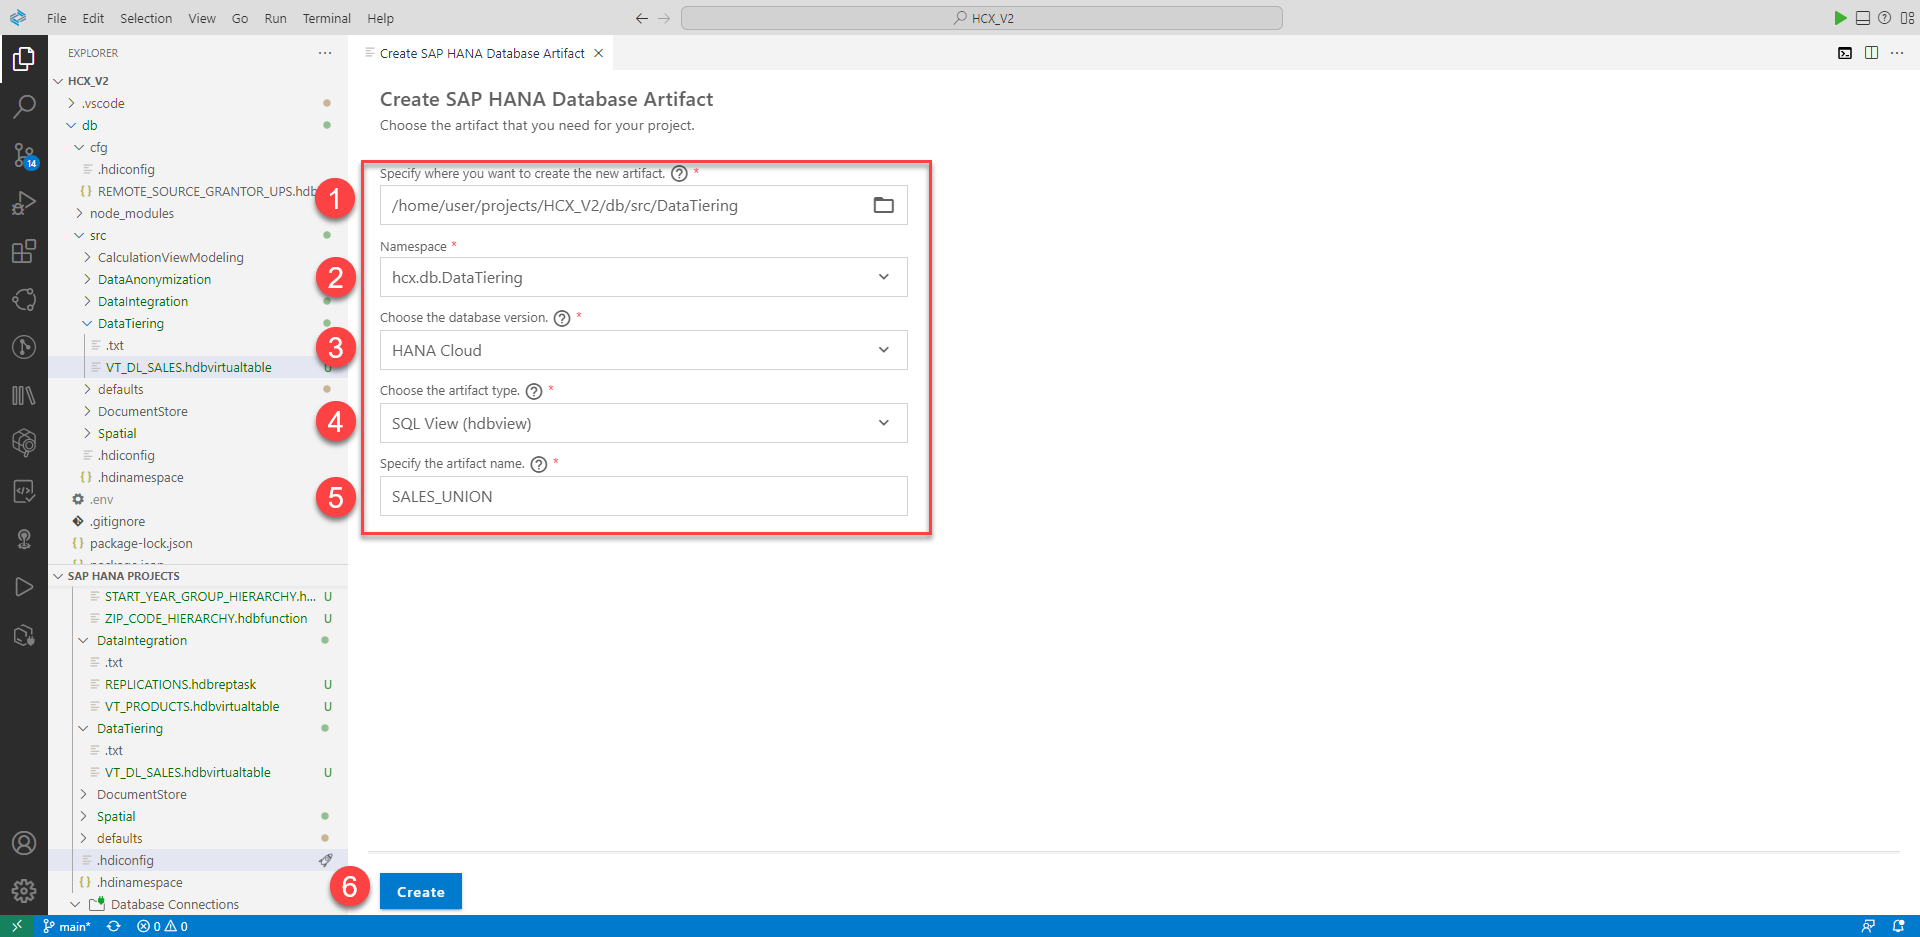 File Edit Selection View Go Run Terminal Help
HCX_V2
EXPLORER
Create SAP HANA Database Artifact
HCX_V2
.vscode
db
cfg
.hdiconfig
REMOTE_SOURCE_GRANTOR_UPS.hdb
node_modules
src
CalculationViewModeling
DataAnonymization
DataIntegration
DataTiering
.txt
VT_DL_SALES.hdbvirtualtable U
defaults
DocumentStore
Spatial
.hdiconfig
{} .hdinamespace
.env
.gitignore
{} package-lock.json
14
SAP HANA PROJECTS
START_YEAR_GROUP_HIERARCHY.h... U
ZIP_CODE_HIERARCHY.hdbfunction U
DataIntegration
.txt
REPLICATIONS.hdbreptask U
VT_PRODUCTS.hdbvirtualtable U
DataTiering
.txt
VT_DL_SALES.hdbvirtualtable U
DocumentStore
Spatial
defaults
.hdiconfig
{} .hdinamespace
Database Connections
Create SAP HANA Database Artifact
Choose the artifact that you need for your project.
Specify where you want to create the new artifact. ? *
1 /home/user/projects/HCX_V2/db/src/DataTiering
Namespace *
2 hcx.db.DataTiering
Choose the database version. ? *
3 HANA Cloud
Choose the artifact type. ? *
4 SQL View (hdbview)
Specify the artifact name. ? *
5 SALES_UNION
6 Create
main* 0 0